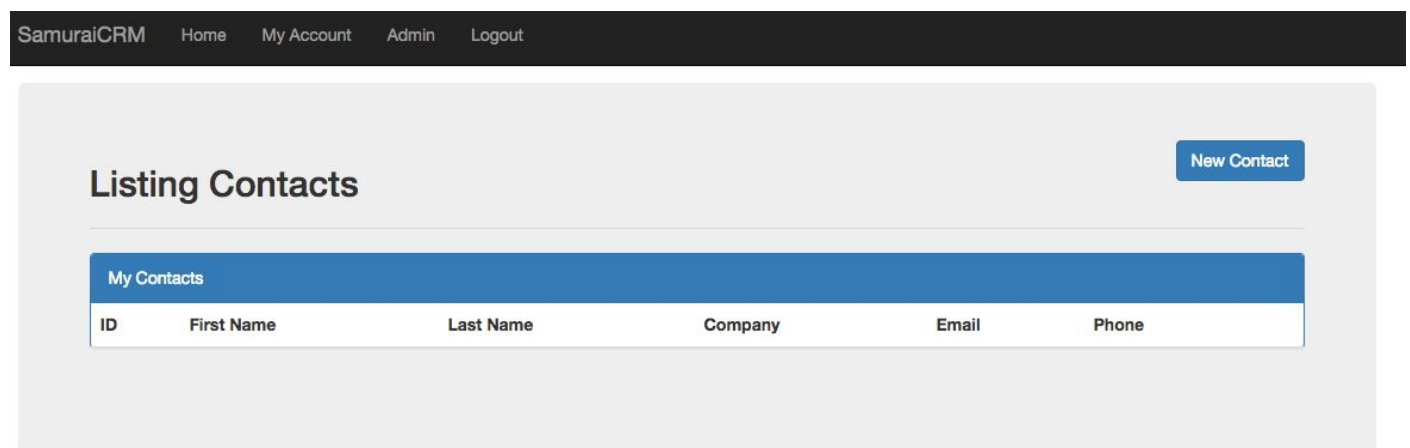 SamuraiCRM Home My Account Admin Logout
New Contact
Listing Contacts
My Contacts
ID First Name Last Name Company Email Phone